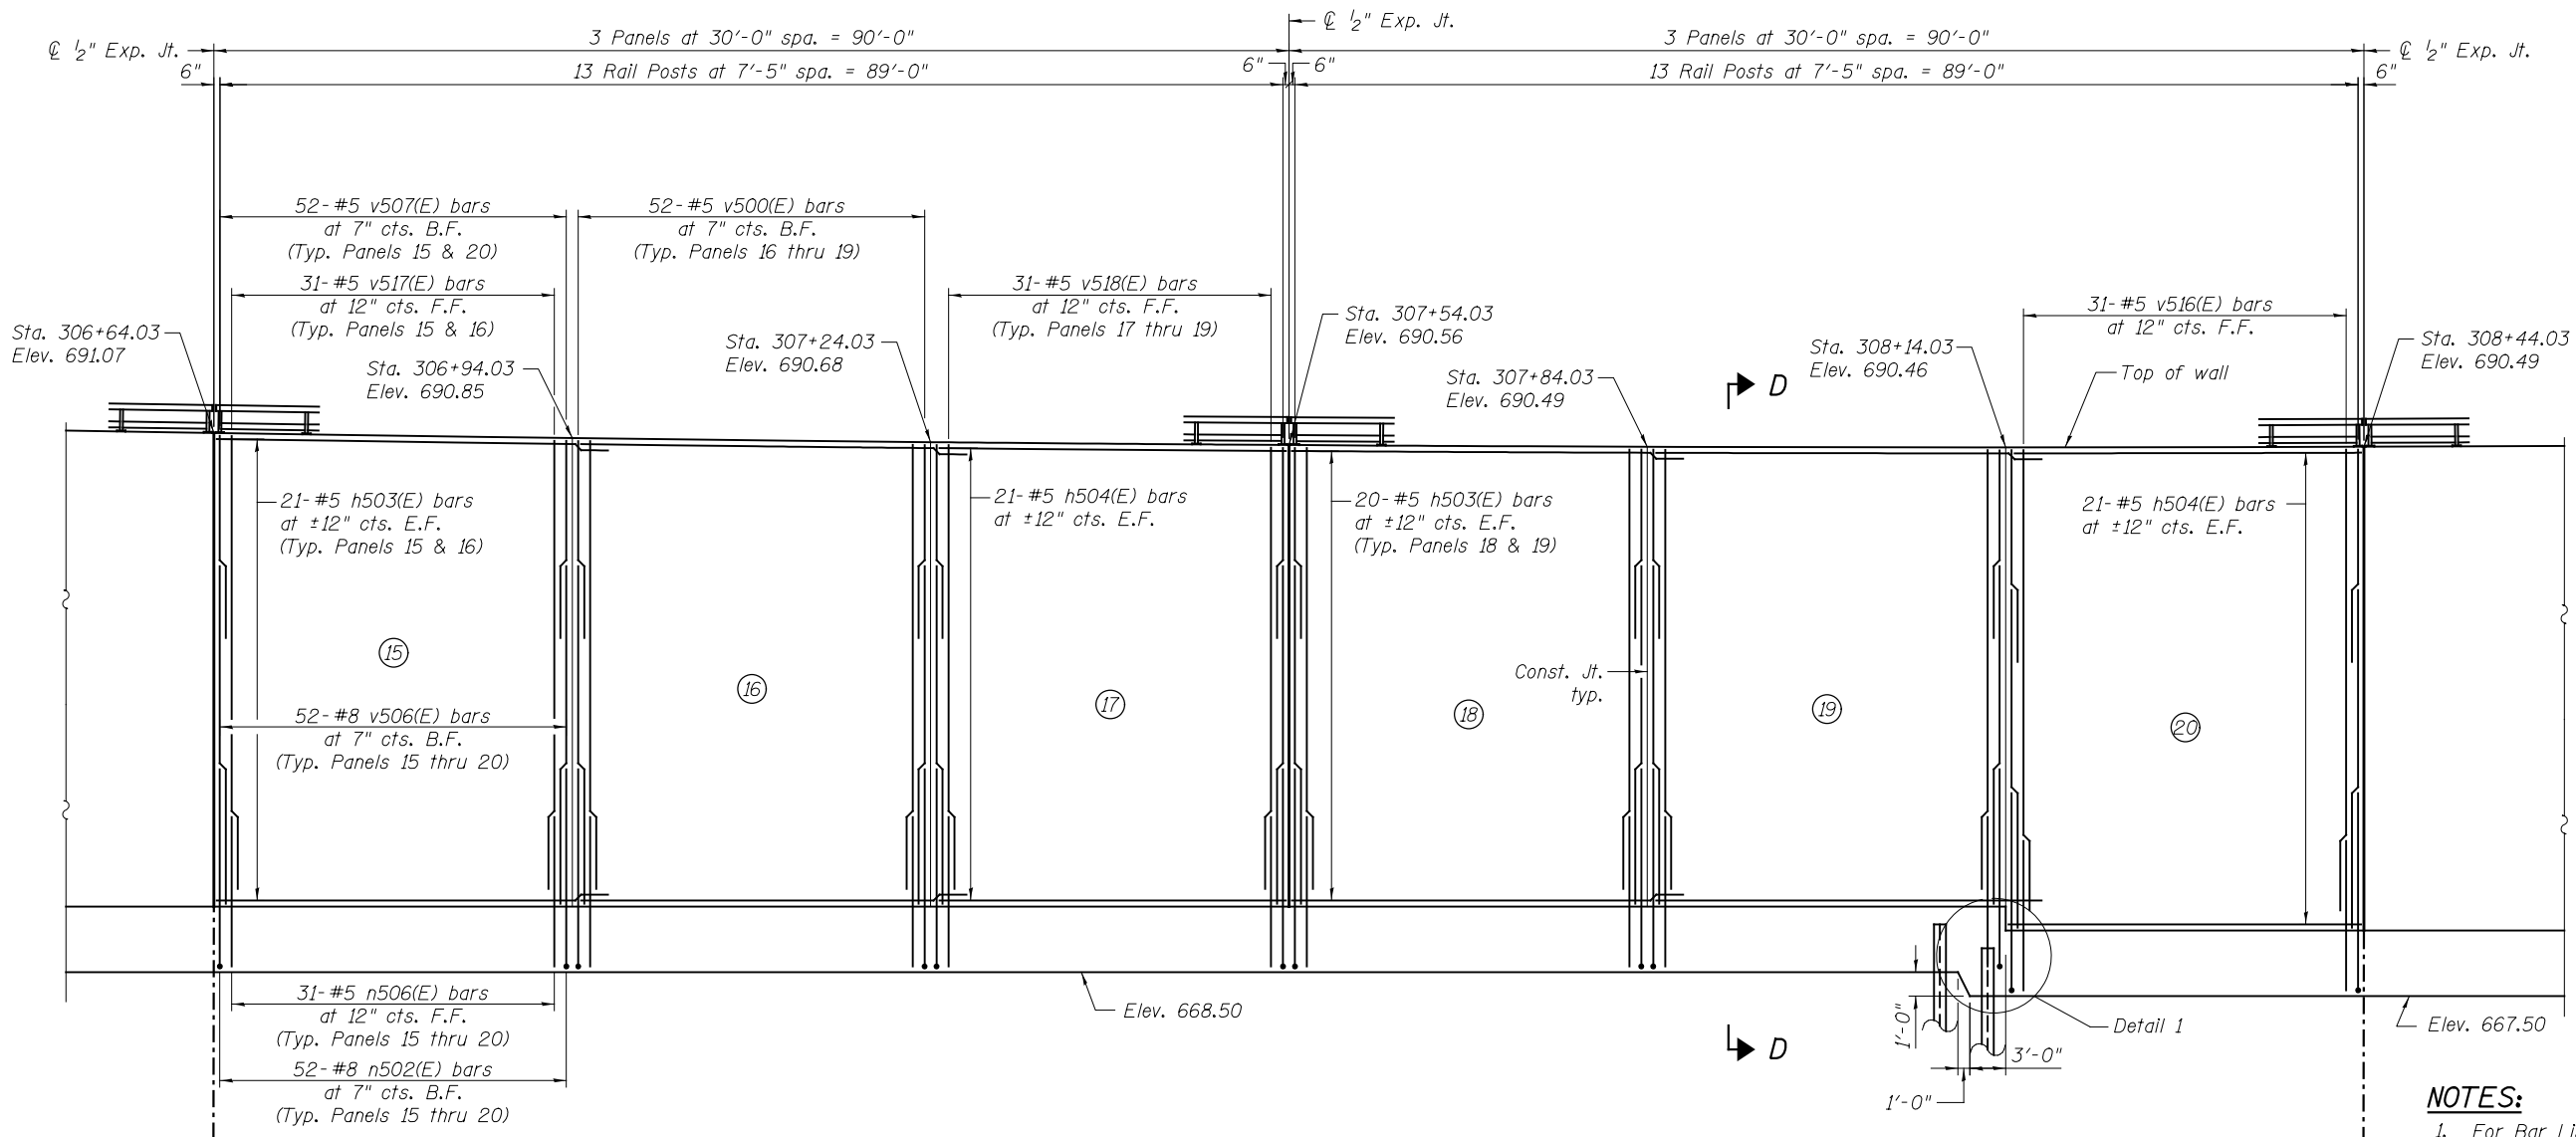 ℄ 1/2" Exp. Jt.
3 Panels at 30'-0" spa. = 90'-0"
℄ 1/2" Exp. Jt.
3 Panels at 30'-0" spa. = 90'-0"
℄ 1/2" Exp. Jt.
6"
13 Rail Posts at 7'-5" spa. = 89'-0"
6"
6"
13 Rail Posts at 7'-5" spa. = 89'-0"
6"
52-#5 v507(E) bars
at 7" cts. B.F.
(Typ. Panels 15 & 20)
52-#5 v500(E) bars
at 7" cts. B.F.
(Typ. Panels 16 thru 19)
31-#5 v517(E) bars
at 12" cts. F.F.
(Typ. Panels 15 & 16)
31-#5 v518(E) bars
at 12" cts. F.F.
(Typ. Panels 17 thru 19)
31-#5 v516(E) bars
at 12" cts. F.F.
Sta. 306+64.03
Elev. 691.07
Sta. 306+94.03
Elev. 690.85
Sta. 307+24.03
Elev. 690.68
Sta. 307+54.03
Elev. 690.56
Sta. 307+84.03
Elev. 690.49
Sta. 308+14.03
Elev. 690.46
Sta. 308+44.03
Elev. 690.49
Top of wall
D
21-#5 h503(E) bars
at ±12" cts. E.F.
(Typ. Panels 15 & 16)
21-#5 h504(E) bars
at ±12" cts. E.F.
20-#5 h503(E) bars
at ±12" cts. E.F.
(Typ. Panels 18 & 19)
21-#5 h504(E) bars
at ±12" cts. E.F.
15
16
17
18
19
20
Const. Jt.
typ.
52-#8 v506(E) bars
at 7" cts. B.F.
(Typ. Panels 15 thru 20)
31-#5 n506(E) bars
at 12" cts. F.F.
(Typ. Panels 15 thru 20)
52-#8 n502(E) bars
at 7" cts. B.F.
(Typ. Panels 15 thru 20)
Elev. 668.50
D
1'-0"
3'-0"
1'-0"
Detail 1
Elev. 667.50
NOTES:
1. For Bar